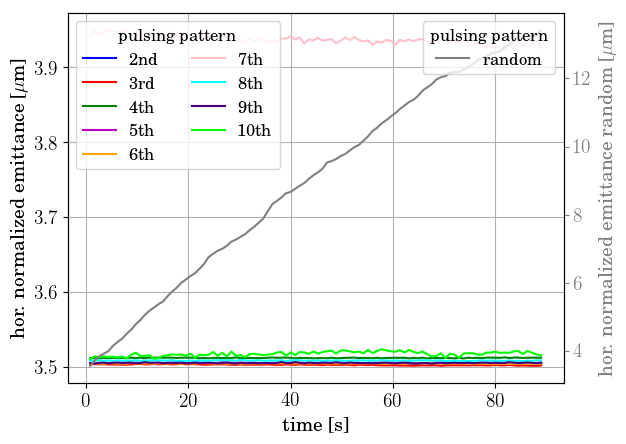 pulsing pattern
2nd
3rd
4th
5th
6th
7th
8th
9th
10th
pulsing pattern
random
hor. normalized emittance [μm]
3.9
3.8
3.7
3.6
3.5
12
10
8
6
4
hor. normalized emittance random [μm]
0 20 40 60 80
time [s]